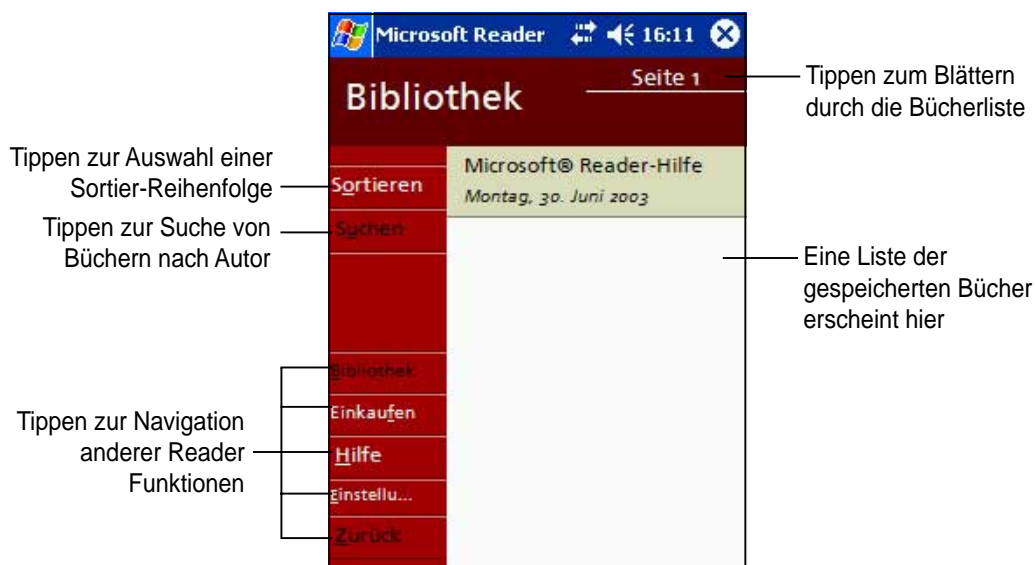 Microsoft Reader 16:11
Bibliothek
Seite 1
Tippen zum Blättern
durch die Bücherliste
Tippen zur Auswahl einer
Sortier-Reihenfolge
Tippen zur Suche von
Büchern nach Autor
Sortieren
Suchen
Microsoft® Reader-Hilfe
Montag, 30. Juni 2003
Eine Liste der
gespeicherten Bücher
erscheint hier
Tippen zur Navigation
anderer Reader
Funktionen
Bibliothek
Einkaufen
Hilfe
Einstellu...
Zurück